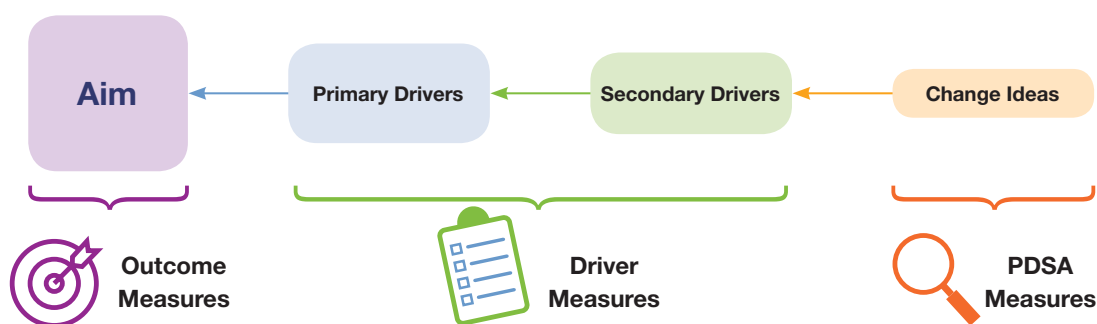 Aim
Primary Drivers
Secondary Drivers
Change Ideas
Outcome
Measures
Driver
Measures
PDSA
Measures